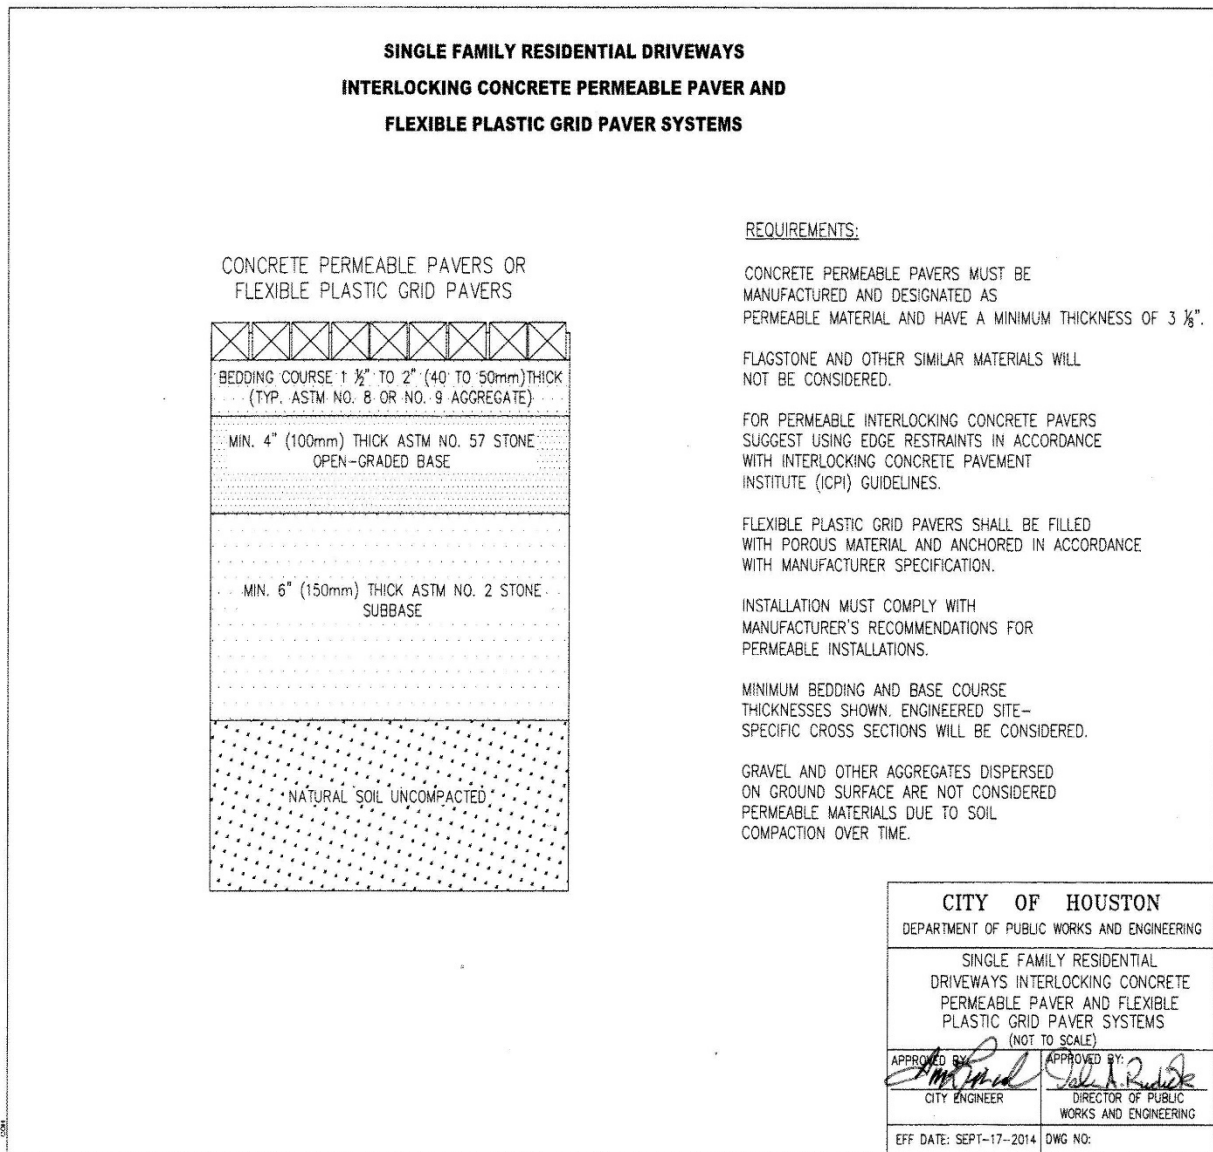 SINGLE FAMILY RESIDENTIAL DRIVEWAYS
INTERLOCKING CONCRETE PERMEABLE PAVER AND
FLEXIBLE PLASTIC GRID PAVER SYSTEMS
CONCRETE PERMEABLE PAVERS OR
FLEXIBLE PLASTIC GRID PAVERS
BEDDING COURSE 1 ½" TO 2" (40 TO 50mm)THICK
(TYP. ASTM NO. 8 OR NO. 9 AGGREGATE)
MIN. 4" (100mm) THICK ASTM NO. 57 STONE
OPEN-GRADED BASE
MIN. 6" (150mm) THICK ASTM NO. 2 STONE
SUBBASE
NATURAL SOIL UNCOMPACTED
REQUIREMENTS:
CONCRETE PERMEABLE PAVERS MUST BE
MANUFACTURED AND DESIGNATED AS
PERMEABLE MATERIAL AND HAVE A MINIMUM THICKNESS OF 3 ⅛".
FLAGSTONE AND OTHER SIMILAR MATERIALS WILL
NOT BE CONSIDERED.
FOR PERMEABLE INTERLOCKING CONCRETE PAVERS
SUGGEST USING EDGE RESTRAINTS IN ACCORDANCE
WITH INTERLOCKING CONCRETE PAVEMENT
INSTITUTE (ICPI) GUIDELINES.
FLEXIBLE PLASTIC GRID PAVERS SHALL BE FILLED
WITH POROUS MATERIAL AND ANCHORED IN ACCORDANCE
WITH MANUFACTURER SPECIFICATION.
INSTALLATION MUST COMPLY WITH
MANUFACTURER'S RECOMMENDATIONS FOR
PERMEABLE INSTALLATIONS.
MINIMUM BEDDING AND BASE COURSE
THICKNESSES SHOWN. ENGINEERED SITE-
SPECIFIC CROSS SECTIONS WILL BE CONSIDERED.
GRAVEL AND OTHER AGGREGATES DISPERSED
ON GROUND SURFACE ARE NOT CONSIDERED
PERMEABLE MATERIALS DUE TO SOIL
COMPACTION OVER TIME.
CITY OF HOUSTON
DEPARTMENT OF PUBLIC WORKS AND ENGINEERING
SINGLE FAMILY RESIDENTIAL
DRIVEWAYS INTERLOCKING CONCRETE
PERMEABLE PAVER AND FLEXIBLE
PLASTIC GRID PAVER SYSTEMS
(NOT TO SCALE)
APPROVED BY:
CITY ENGINEER
APPROVED BY:
DIRECTOR OF PUBLIC
WORKS AND ENGINEERING
EFF DATE: SEPT-17-2014
DWG NO: